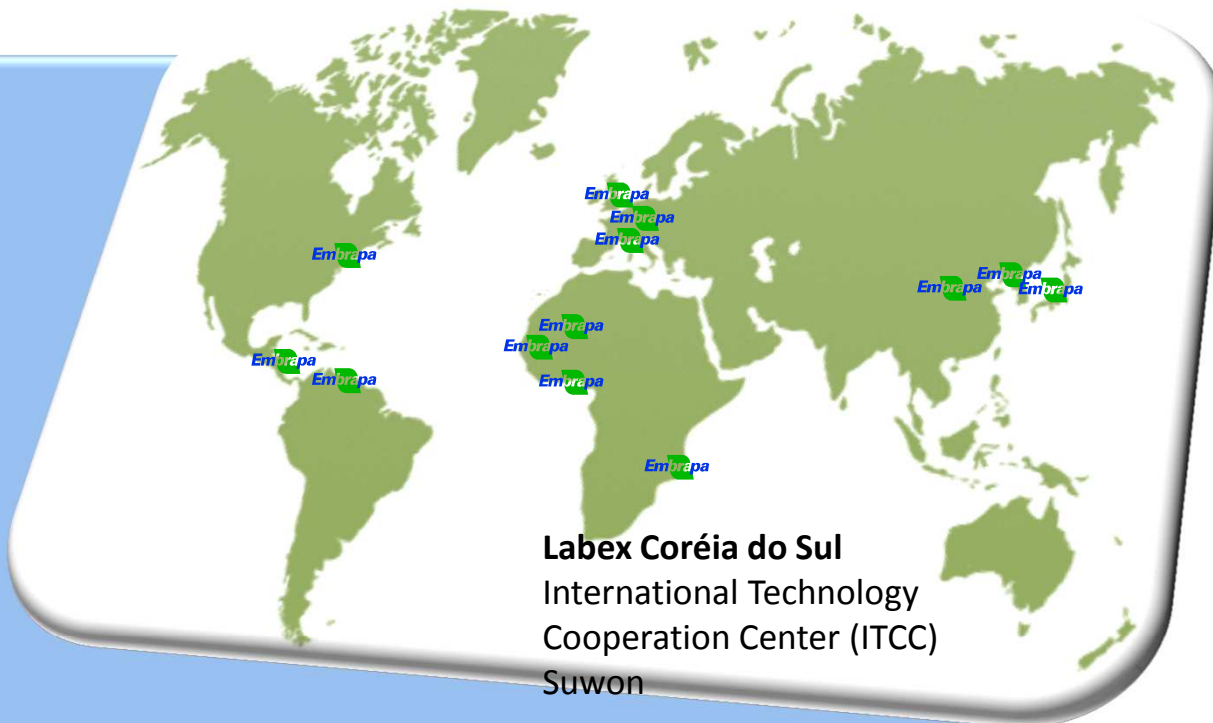 Embrapa
Embrapa
Embrapa
Embrapa
Embrapa
Embrapa
Embrapa
Embrapa
Embrapa
Embrapa
Embrapa
Embrapa
Embrapa
Labex Coréia do Sul
International Technology
Cooperation Center (ITCC)
Suwon